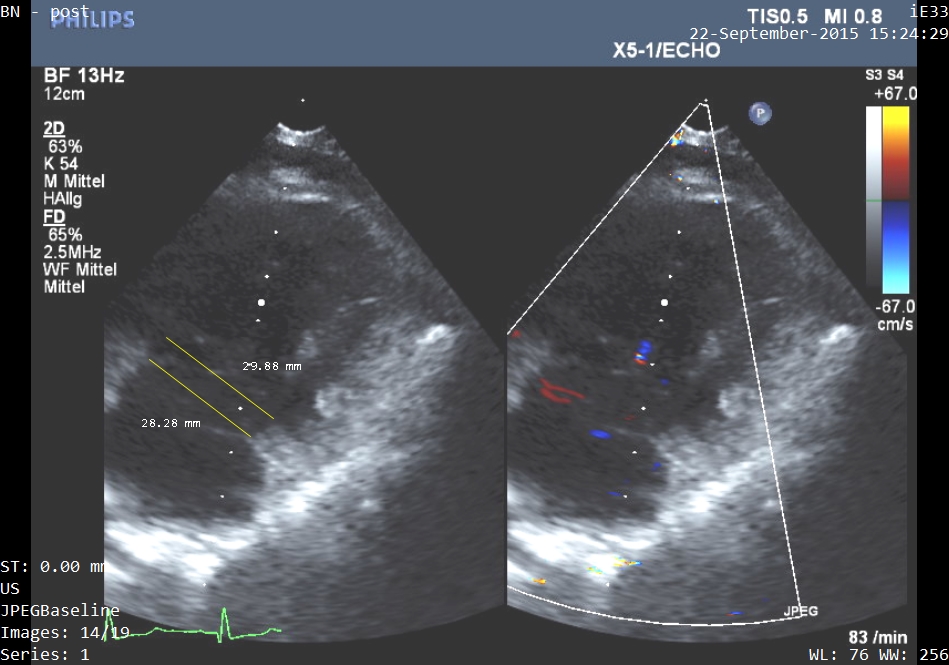 BN - post
PHILIPS
TIS0.5 MI 0.8
iE33
22-September-2015 15:24:29
X5-1/ECHO
BF 13Hz
12cm
2D
63%
K 54
M Mittel
HAllg
FD
65%
2.5MHz
WF Mittel
Mittel
S3 S4
+67.0
P
-67.0
cm/s
29.88 mm
28.28 mm
ST: 0.00 mm
US
JPEGBaseline
Images: 14/19
Series: 1
JPEG
83 /min
WL: 76 WW: 256